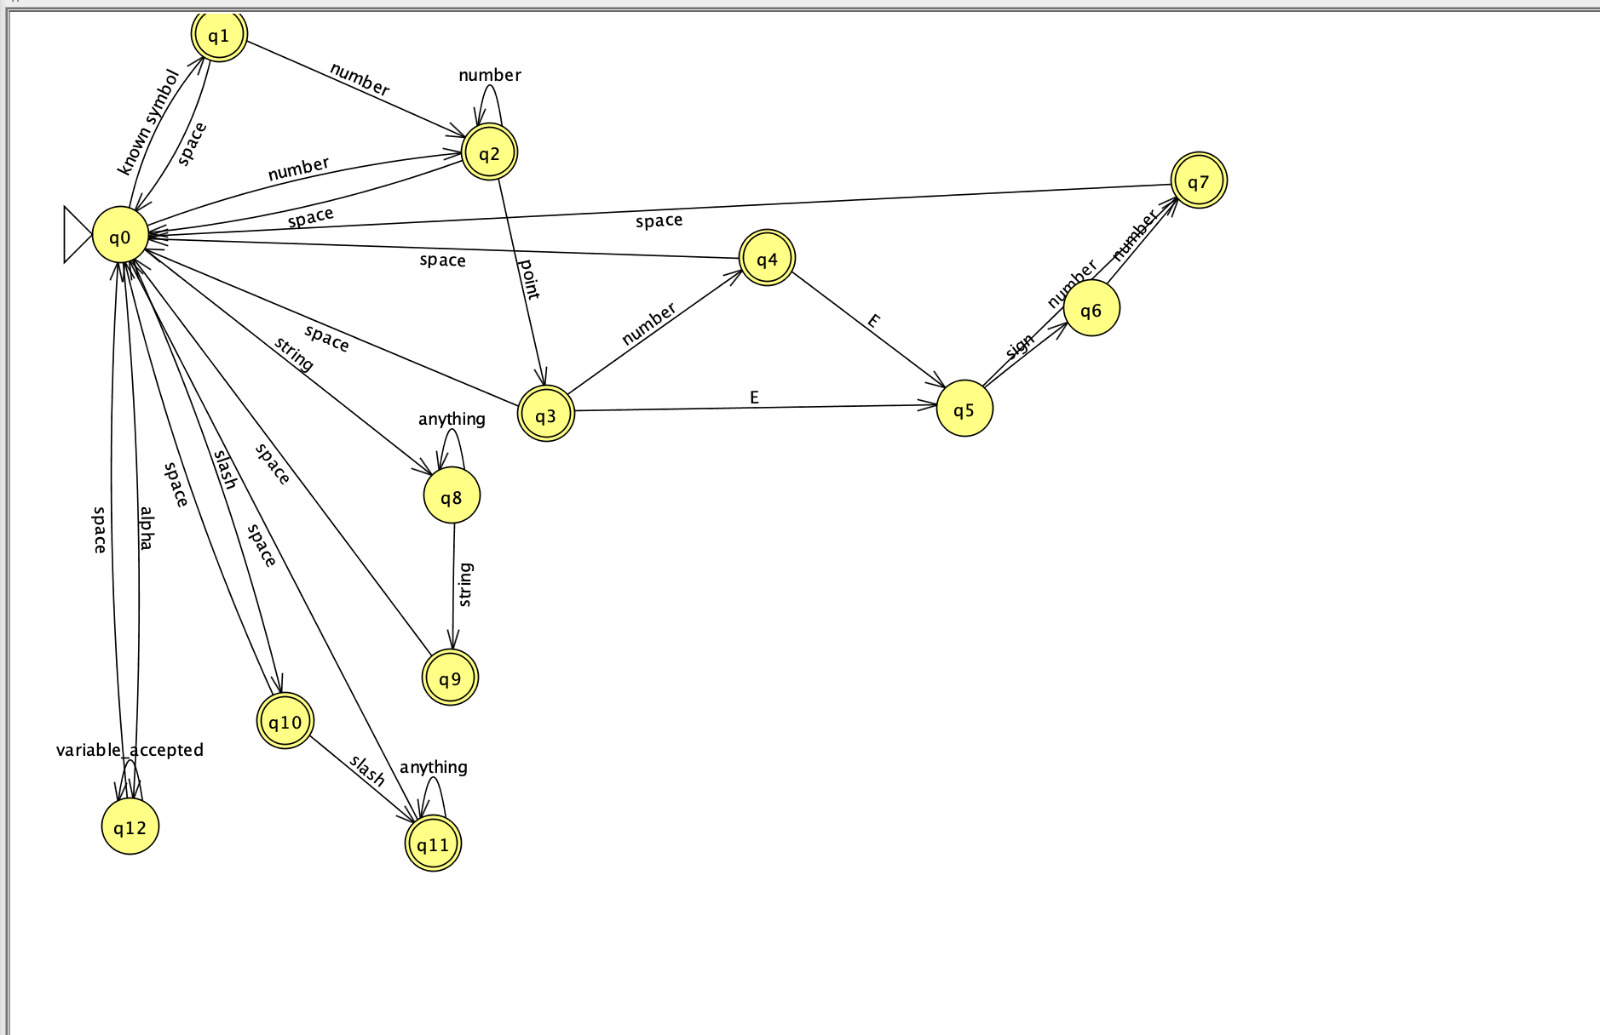 q1
number
number
known symbol
space
q2
number
q7
space
space
number
q0
space
q4
point
number
number
q6
space
string
number
E
sign
E
anything
q3
q5
space
slash
space
q8
space
alpha
space
string
q9
q10
variable_accepted
slash
anything
q12
q11